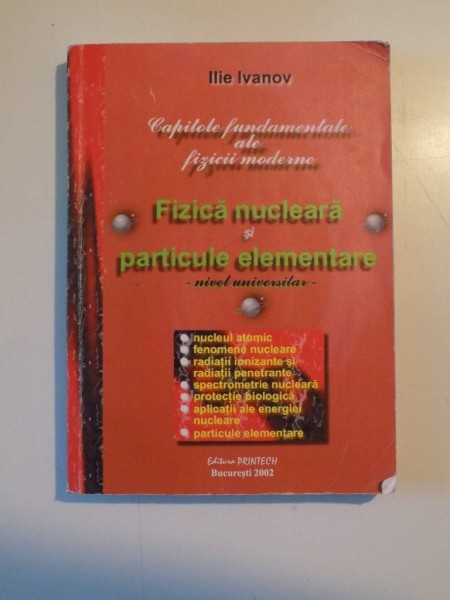 Ilie Ivanov
Capitole fundamentale
ale
fizicii moderne
Fizică nucleară
și
particule elementare
- nivel universitar -
nucleul atomic
fenomene nucleare
radiații ionizante și
radiații penetrante
spectrometrie nucleară
protecție biologică
aplicații ale energiei
nucleare
particule elementare
Editura PRINTECH
București 2002